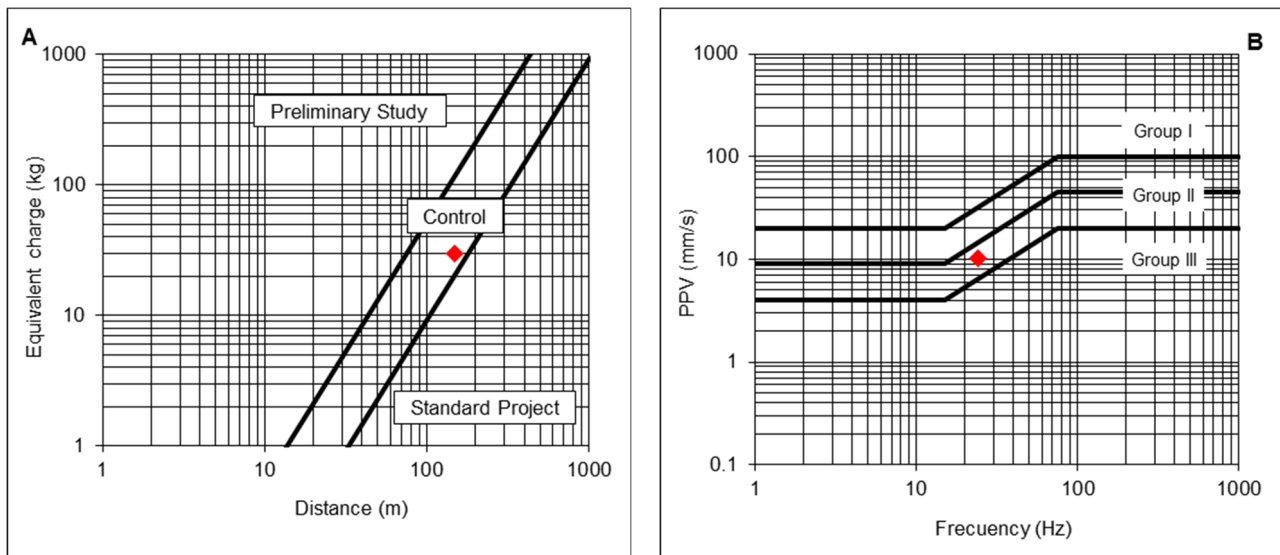 A
1000
100
10
1
Equivalent charge (kg)
Preliminary Study
Control
Standard Project
1 10 100 1000
Distance (m)
B
1000
100
10
1
0.1
PPV (mm/s)
Group I
Group II
Group III
1 10 100 1000
Frecuency (Hz)